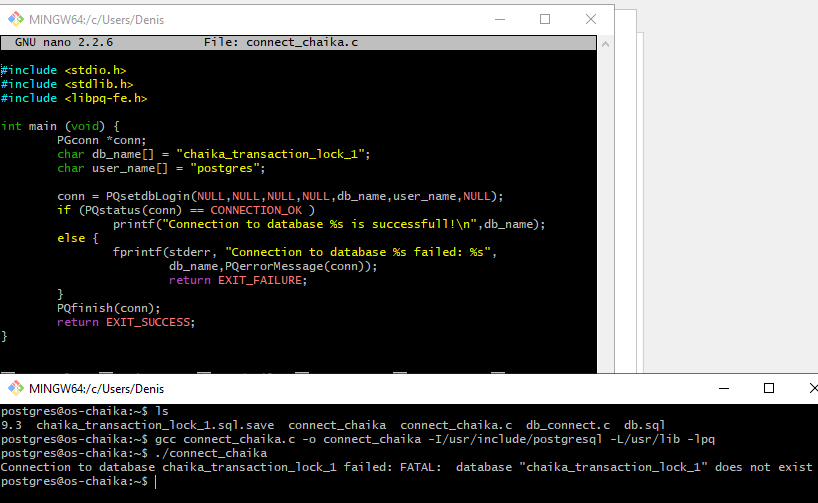 MINGW64:/c/Users/Denis
GNU nano 2.2.6 File: connect_chaika.c
#include <stdio.h>
#include <stdlib.h>
#include <libpq-fe.h>
int main (void) {
PGconn *conn;
char db_name[] = "chaika_transaction_lock_1";
char user_name[] = "postgres";
conn = PQsetdbLogin(NULL,NULL,NULL,NULL,db_name,user_name,NULL);
if (PQstatus(conn) == CONNECTION_OK )
printf("Connection to database %s is successfull!\n",db_name);
else {
fprintf(stderr, "Connection to database %s failed: %s",
db_name,PQerrorMessage(conn));
return EXIT_FAILURE;
}
PQfinish(conn);
return EXIT_SUCCESS;
}
MINGW64:/c/Users/Denis
postgres@os-chaika:~$ ls
9.3 chaika_transaction_lock_1.sql.save connect_chaika connect_chaika.c db_connect.c db.sql
postgres@os-chaika:~$ gcc connect_chaika.c -o connect_chaika -I/usr/include/postgresql -L/usr/lib -lpq
postgres@os-chaika:~$ ./connect_chaika
Connection to database chaika_transaction_lock_1 failed: FATAL: database "chaika_transaction_lock_1" does not exist
postgres@os-chaika:~$